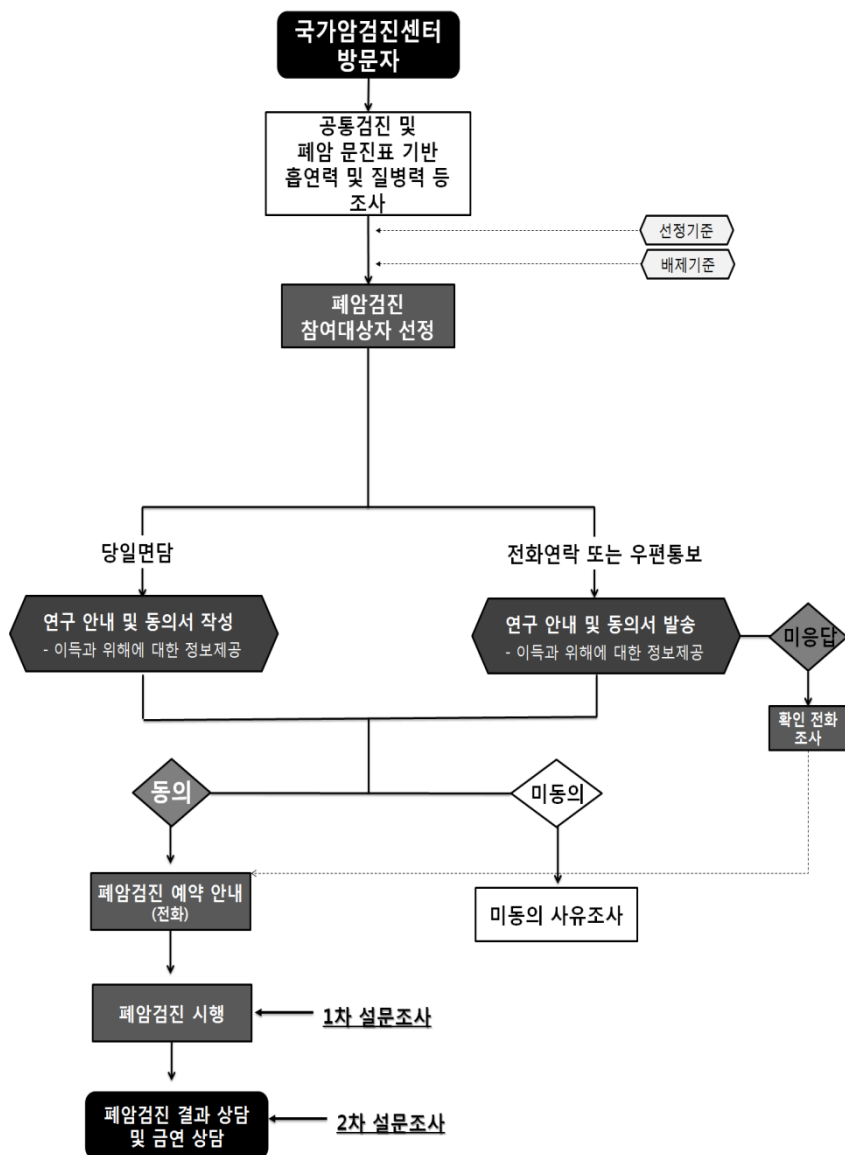 국가암검진센터
방문자
공통검진 및
폐암 문진표 기반
흡연력 및 질병력 등
조사
선정기준
배제기준
폐암검진
참여대상자 선정
당일면담
전화연락 또는 우편통보
연구 안내 및 동의서 작성
- 이득과 위해에 대한 정보제공
연구 안내 및 동의서 발송
- 이득과 위해에 대한 정보제공
미응답
확인 전화
조사
동의
미동의
폐암검진 예약 안내
(전화)
미동의 사유조사
폐암검진 시행
1차 설문조사
폐암검진 결과 상담
및 금연 상담
2차 설문조사